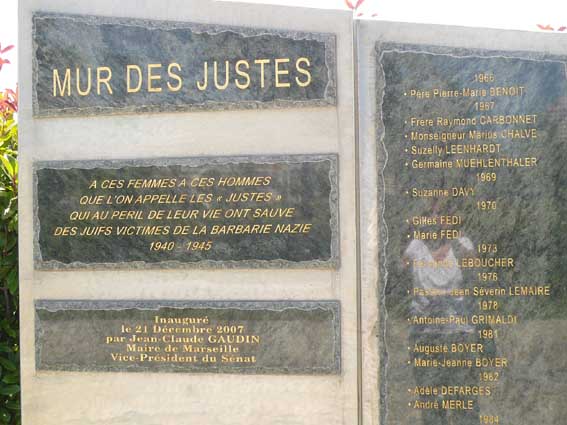 MUR DES JUSTES
A CES FEMMES A CES HOMMES
QUE L'ON APPELLE LES « JUSTES »
QUI AU PERIL DE LEUR VIE ONT SAUVE
DES JUIFS VICTIMES DE LA BARBARIE NAZIE
1940 - 1945
Inauguré
le 21 Décembre 2007
par Jean-Claude GAUDIN
Maire de Marseille
Vice-Président du Sénat
1966
• Père Pierre-Marie BENOIT
1967
• Frère Raymond CARBONNET
• Monseigneur Marius CHALVE
• Suzelly LEENHARDT
• Germaine MUEHLENTHALER
1969
• Suzanne DAVY
1970
• Gilles FEDI
• Marie FEDI
1973
LEBOUCHER
1976
• Pasteur Jean Séverin LEMAIRE
1978
• Antoine-Paul GRIMALDI
1981
• Auguste BOYER
• Marie-Jeanne BOYER
1982
• Adèle DEFARGES
• André MERLE
1984